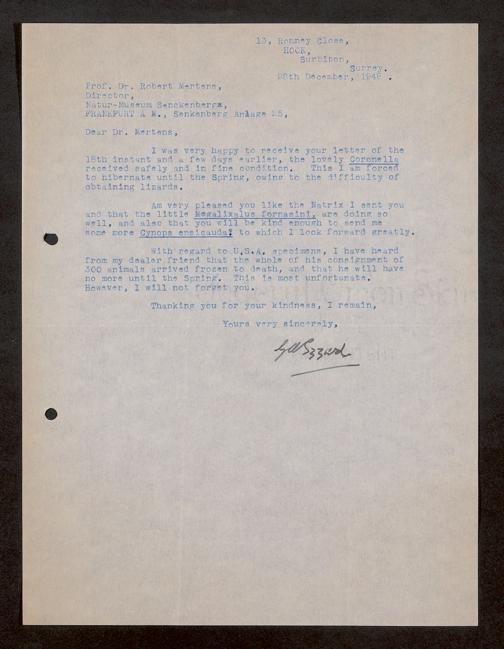 13, Romney Close,
HOOK,
Surbiton,
Surrey.
28th December, 1948.
Prof. Dr. Robert Mertens,
Director,
Natur-Museum Senckenbergs,
FRANKFURT A M., Senkenberg Anlage 25,
Dear Dr. Mertens,
I was very happy to receive your letter of the
18th instant and a few days earlier, the lovely Coronella
received safely and in fine condition. This I am forced
to hibernate until the Spring, owing to the difficulty of
obtaining lizards.
Am very pleased you like the Natrix I sent you
and that the little Megalixalus fornasini, are doing so
well, and also that you will be kind enough to send me
some more Cynops ensicauda! to which I look forward greatly.
With regard to U.S.A. specimens, I have heard
from my dealer friend that the whole of his consignment of
300 animals arrived frozen to death, and that he will have
no more until the Spring. This is most unfortunate.
However, I will not forget you.
Thanking you for your kindness, I remain,
Yours very sincerely,